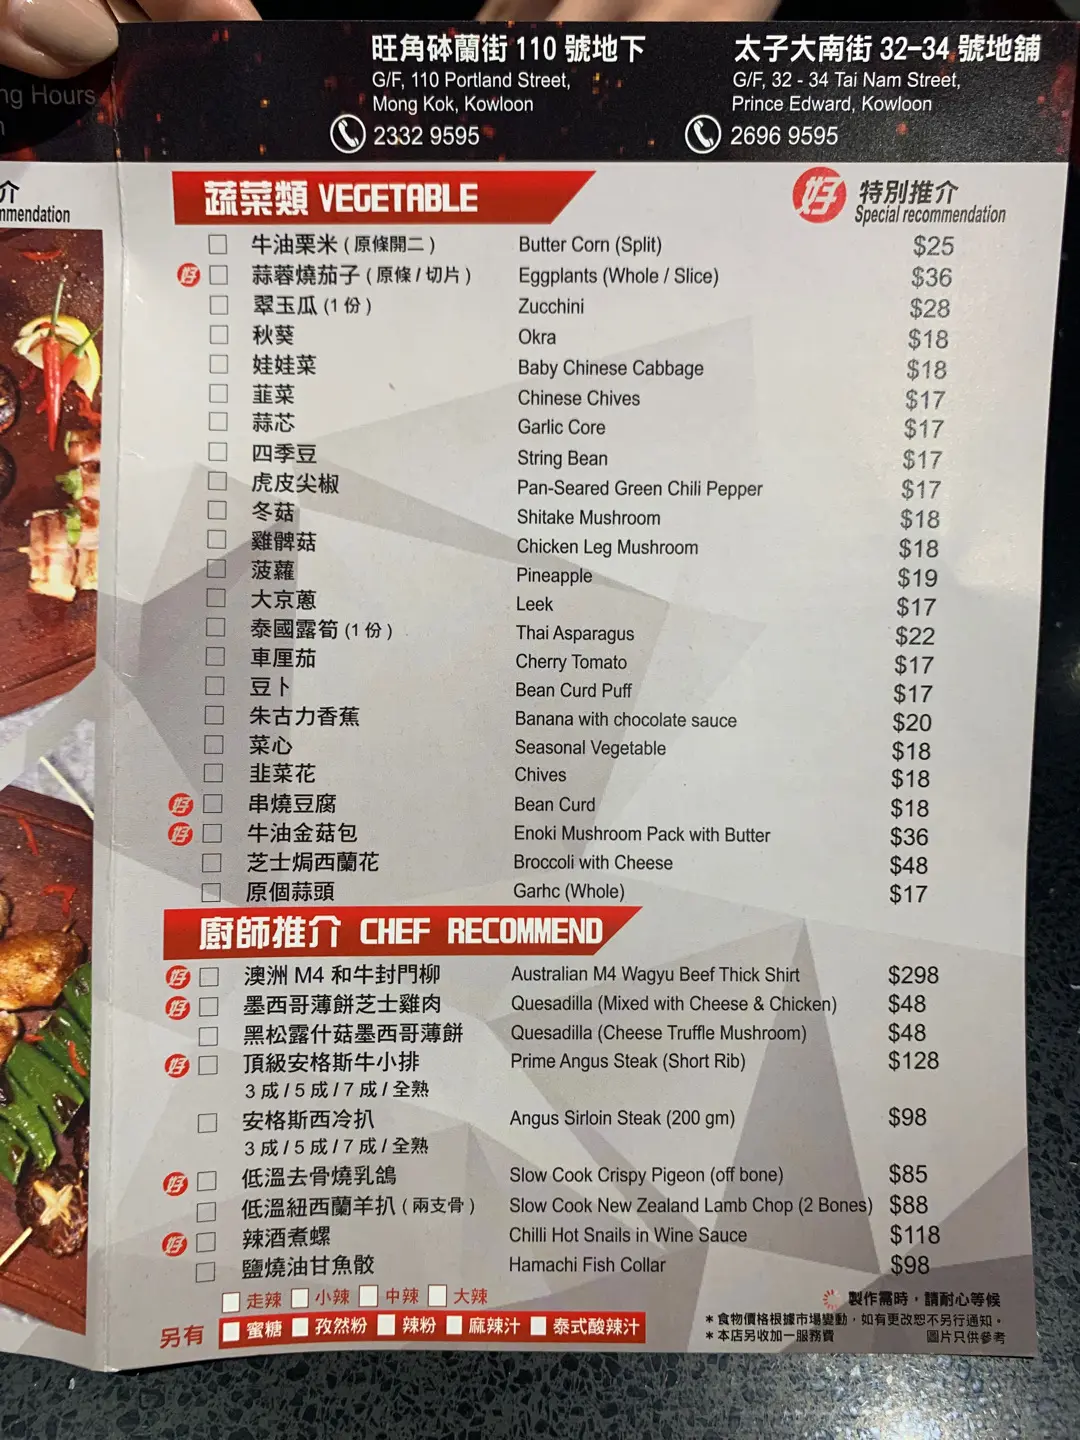 旺角砵蘭街 110 號地下
G/F, 110 Portland Street,
Mong Kok, Kowloon
2332 9595
太子大南街 32-34 號地舖
G/F, 32 - 34 Tai Nam Street,
Prince Edward, Kowloon
2696 9595
ng Hours
介
nmendation
蔬菜類 VEGETABLE
好 特別推介
Special recommendation
牛油粟米 ( 原條開二 ) Butter Corn (Split) $25
好 蒜蓉燒茄子 ( 原條 / 切片 ) Eggplants (Whole / Slice) $36
翠玉瓜 (1 份 ) Zucchini $28
秋葵 Okra $18
娃娃菜 Baby Chinese Cabbage $18
韮菜 Chinese Chives $17
蒜芯 Garlic Core $17
四季豆 String Bean $17
虎皮尖椒 Pan-Seared Green Chili Pepper $17
冬菇 Shitake Mushroom $18
雞髀菇 Chicken Leg Mushroom $18
菠蘿 Pineapple $19
大京蔥 Leek $17
泰國露筍 (1 份 ) Thai Asparagus $22
車厘茄 Cherry Tomato $17
豆卜 Bean Curd Puff $17
朱古力香蕉 Banana with chocolate sauce $20
菜心 Seasonal Vegetable $18
韭菜花 Chives $18
好 串燒豆腐 Bean Curd $18
好 牛油金菇包 Enoki Mushroom Pack with Butter $36
芝士焗西蘭花 Broccoli with Cheese $48
原個蒜頭 Garhc (Whole) $17
廚師推介 CHEF RECOMMEND
好 澳洲 M4 和牛封門柳 Australian M4 Wagyu Beef Thick Shirt $298
好 墨西哥薄餅芝士雞肉 Quesadilla (Mixed with Cheese & Chicken) $48
黑松露什菇墨西哥薄餅 Quesadilla (Cheese Truffle Mushroom) $48
好 頂級安格斯牛小排 Prime Angus Steak (Short Rib) $128
3 成 / 5 成 / 7 成 / 全熟
安格斯西冷扒 Angus Sirloin Steak (200 gm) $98
3 成 / 5 成 / 7 成 / 全熟
好 低溫去骨燒乳鴿 Slow Cook Crispy Pigeon (off bone) $85
低溫紐西蘭羊扒 ( 兩支骨 ) Slow Cook New Zealand Lamb Chop (2 Bones) $88
好 辣酒煮螺 Chilli Hot Snails in Wine Sauce $118
鹽燒油甘魚骹 Hamachi Fish Collar $98
走辣 小辣 中辣 大辣
另有 蜜糖 孜然粉 辣粉 麻辣汁 泰式酸辣汁
製作需時，請耐心等候
* 食物價格根據市場變動，如有更改恕不另行通知。
* 本店另收加一服務費 圖片只供參考